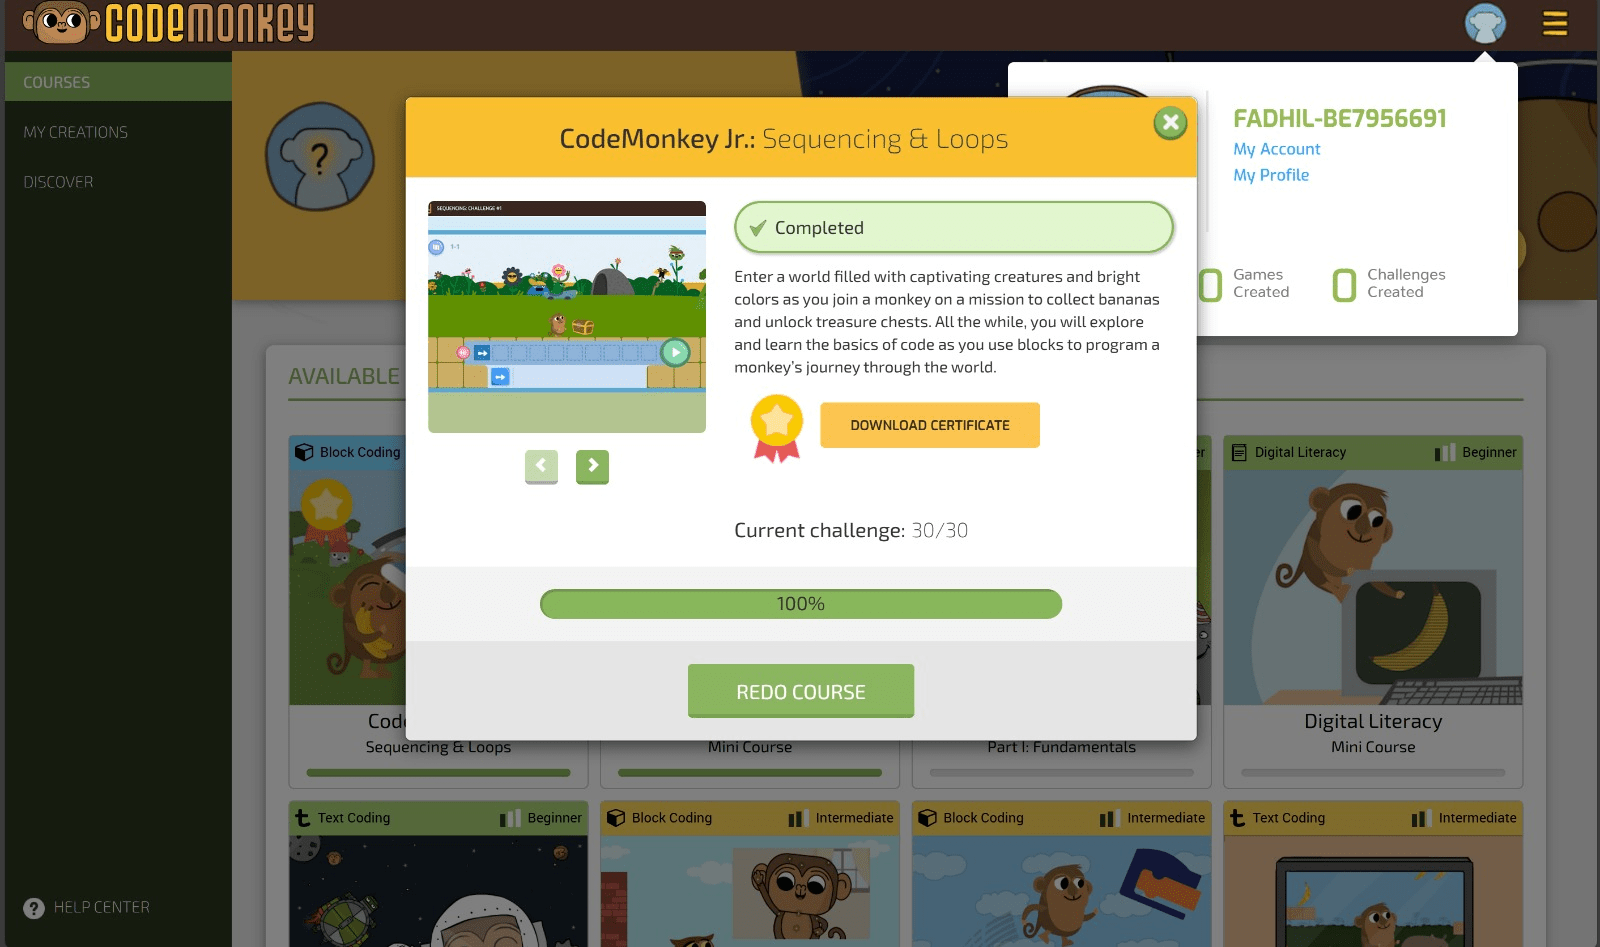 CODEMONKEY
COURSES
MY CREATIONS
DISCOVER
HELP CENTER
FADHIL-BE7956691
My Account
My Profile
0 Games Created
0 Challenges Created
CodeMonkey Jr.: Sequencing & Loops
SEQUENCING: CHALLENGE #1
1-1
Completed
Enter a world filled with captivating creatures and bright
colors as you join a monkey on a mission to collect bananas
and unlock treasure chests. All the while, you will explore
and learn the basics of code as you use blocks to program a
monkey's journey through the world.
DOWNLOAD CERTIFICATE
Current challenge: 30/30
100%
REDO COURSE
AVAILABLE
Block Coding
Digital Literacy Beginner
Sequencing & Loops
Mini Course
Part I: Fundamentals
Digital Literacy
Mini Course
Text Coding Beginner
Block Coding Intermediate
Block Coding Intermediate
Text Coding Intermediate